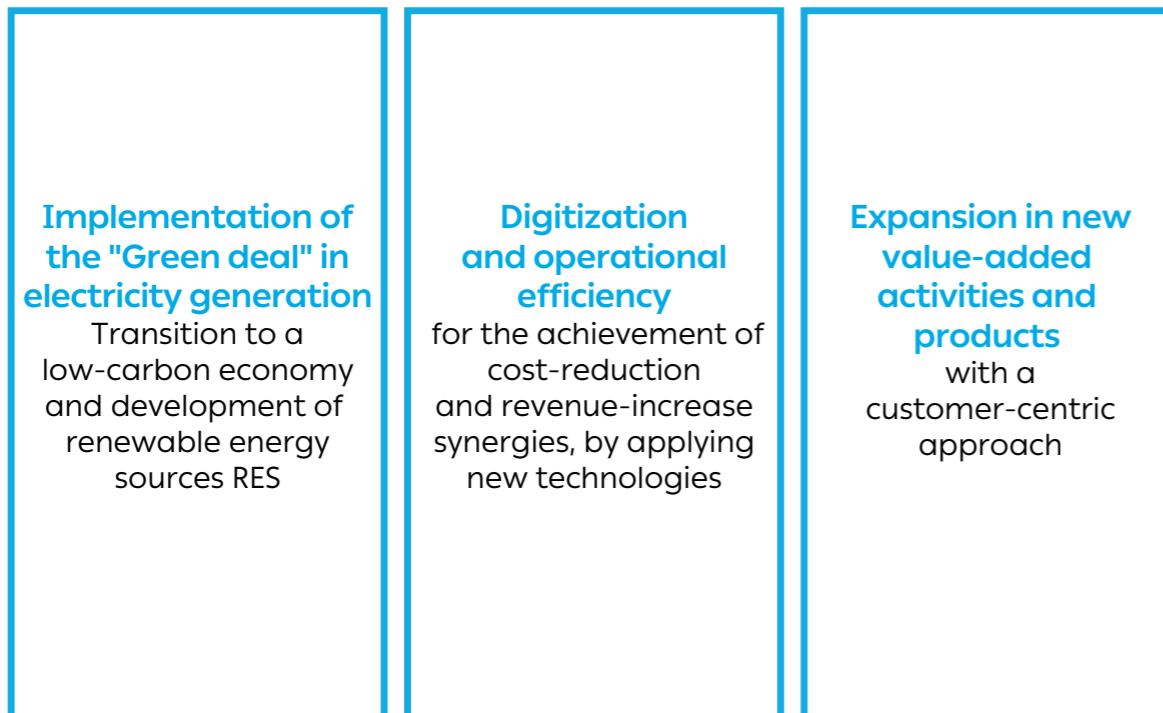 Implementation of
the "Green deal" in
electricity generation
Transition to a
low-carbon economy
and development of
renewable energy
sources RES
Digitization
and operational
efficiency
for the achievement of
cost-reduction
and revenue-increase
synergies, by applying
new technologies
Expansion in new
value-added
activities and
products
with a
customer-centric
approach